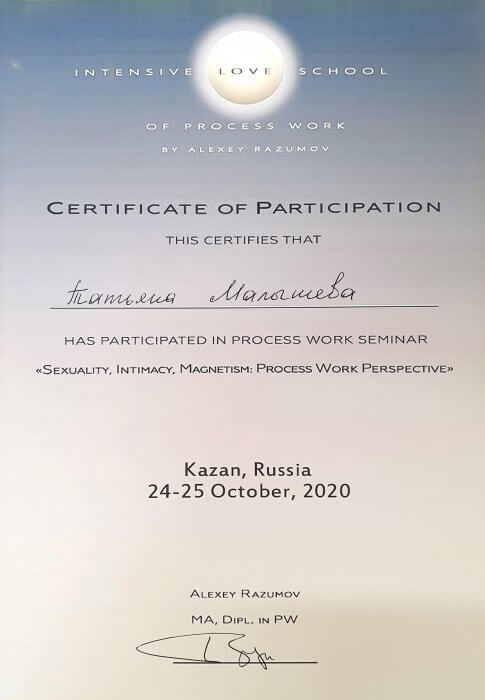 INTENSIVE LOVE SCHOOL
OF PROCESS WORK
BY ALEXEY RAZUMOV
CERTIFICATE OF PARTICIPATION
THIS CERTIFIES THAT
Татьяна Малышева
HAS PARTICIPATED IN PROCESS WORK SEMINAR
«SEXUALITY, INTIMACY, MAGNETISM: PROCESS WORK PERSPECTIVE»
Kazan, Russia
24-25 October, 2020
ALEXEY RAZUMOV
MA, DIPL. IN PW